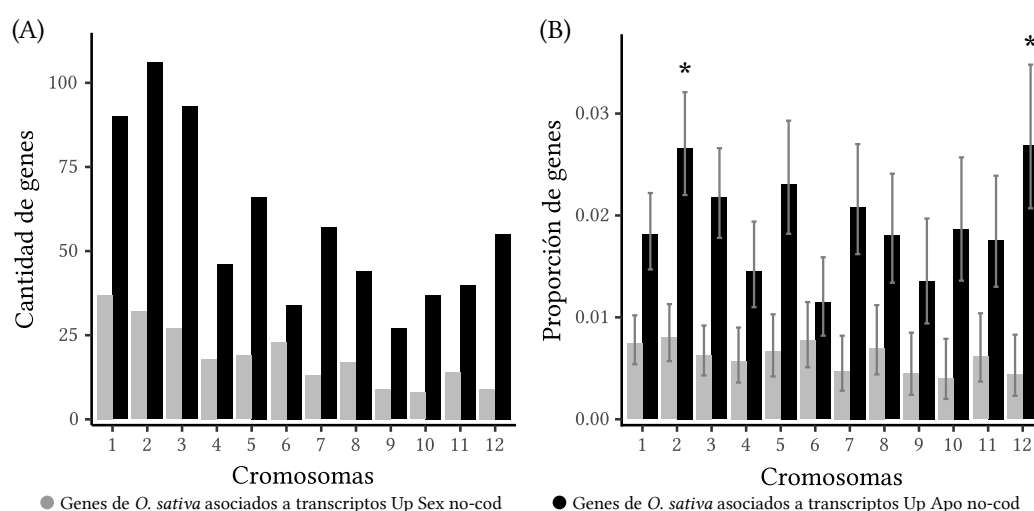 (A)
Cantidad de genes
100
75
50
25
0
1 2 3 4 5 6 7 8 9 10 11 12
Cromosomas
Genes de O. sativa asociados a transcriptos Up Sex no-cod
(B)
Proporción de genes
0.03
0.02
0.01
0.00
* *
1 2 3 4 5 6 7 8 9 10 11 12
Cromosomas
Genes de O. sativa asociados a transcriptos Up Apo no-cod